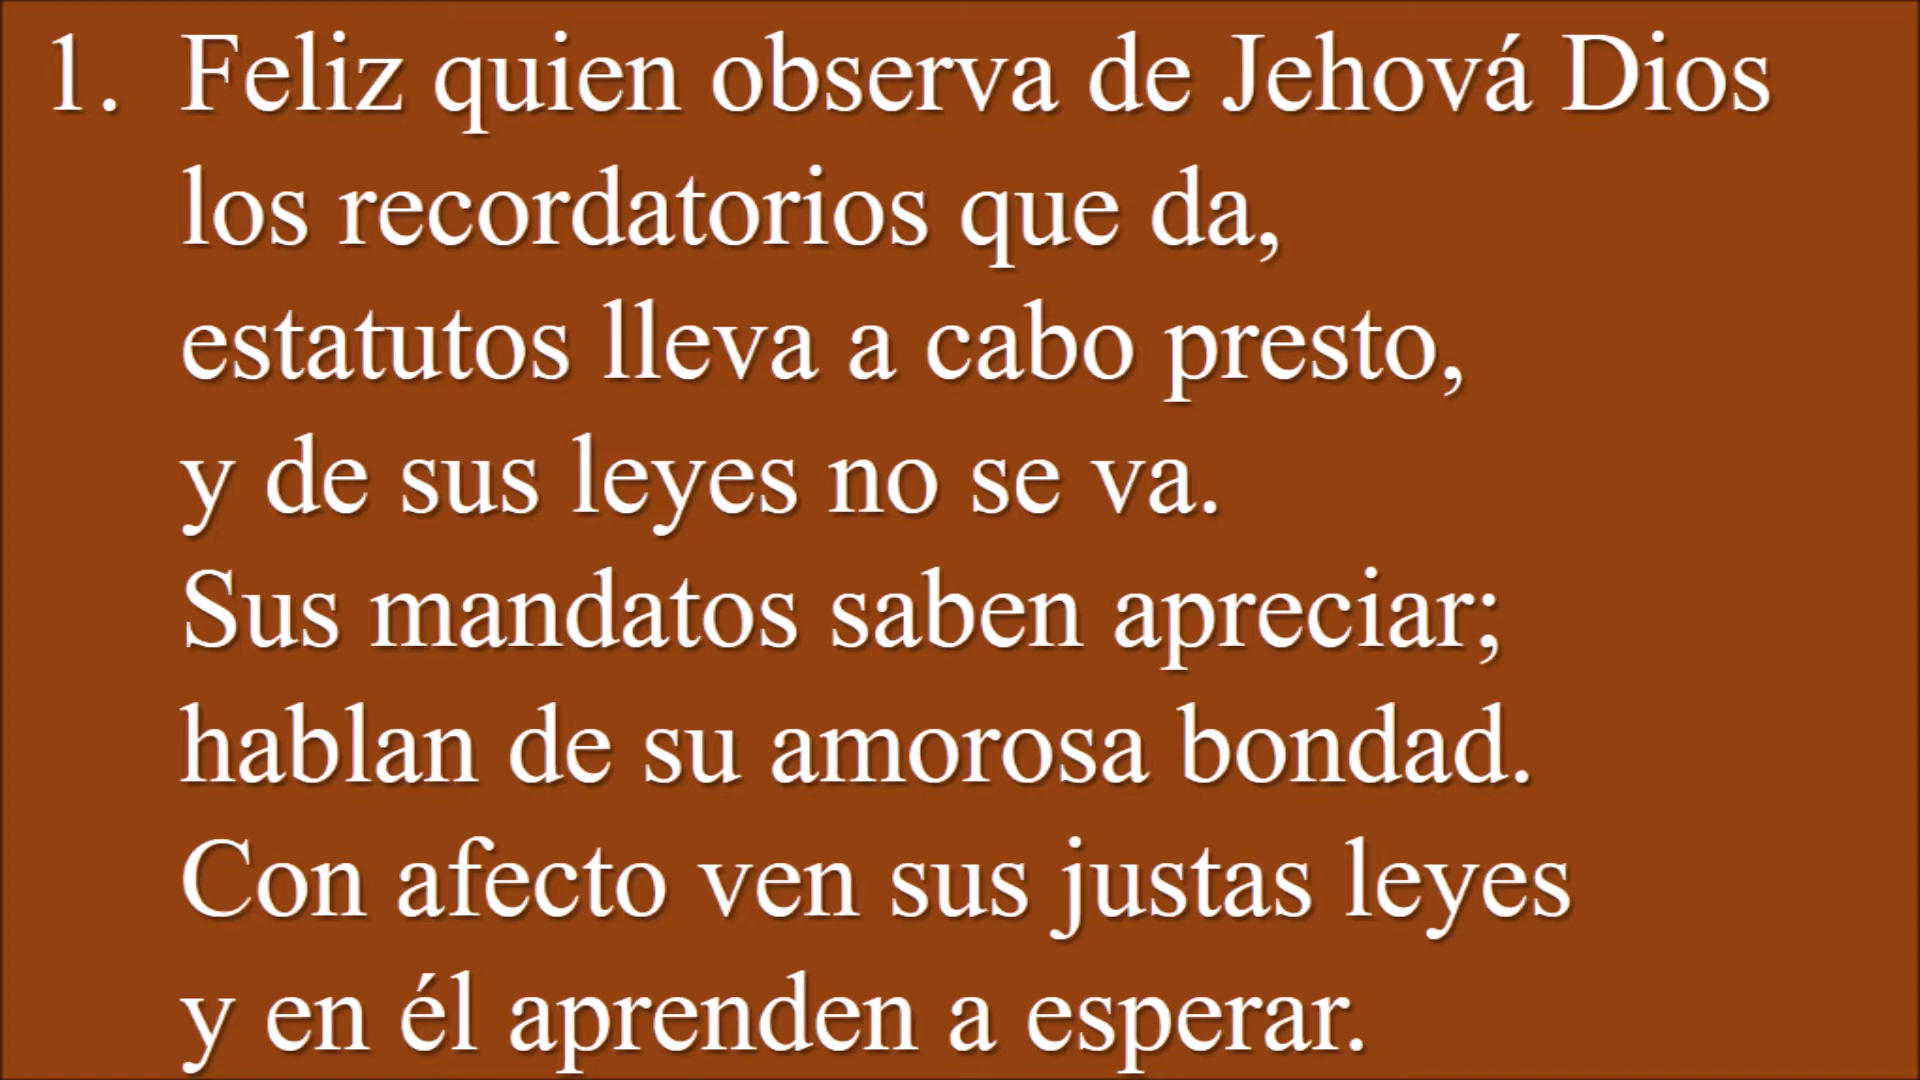 1. Feliz quien observa de Jehová Dios
los recordatorios que da,
estatutos lleva a cabo presto,
y de sus leyes no se va.
Sus mandatos saben apreciar;
hablan de su amorosa bondad.
Con afecto ven sus justas leyes
y en él aprenden a esperar.